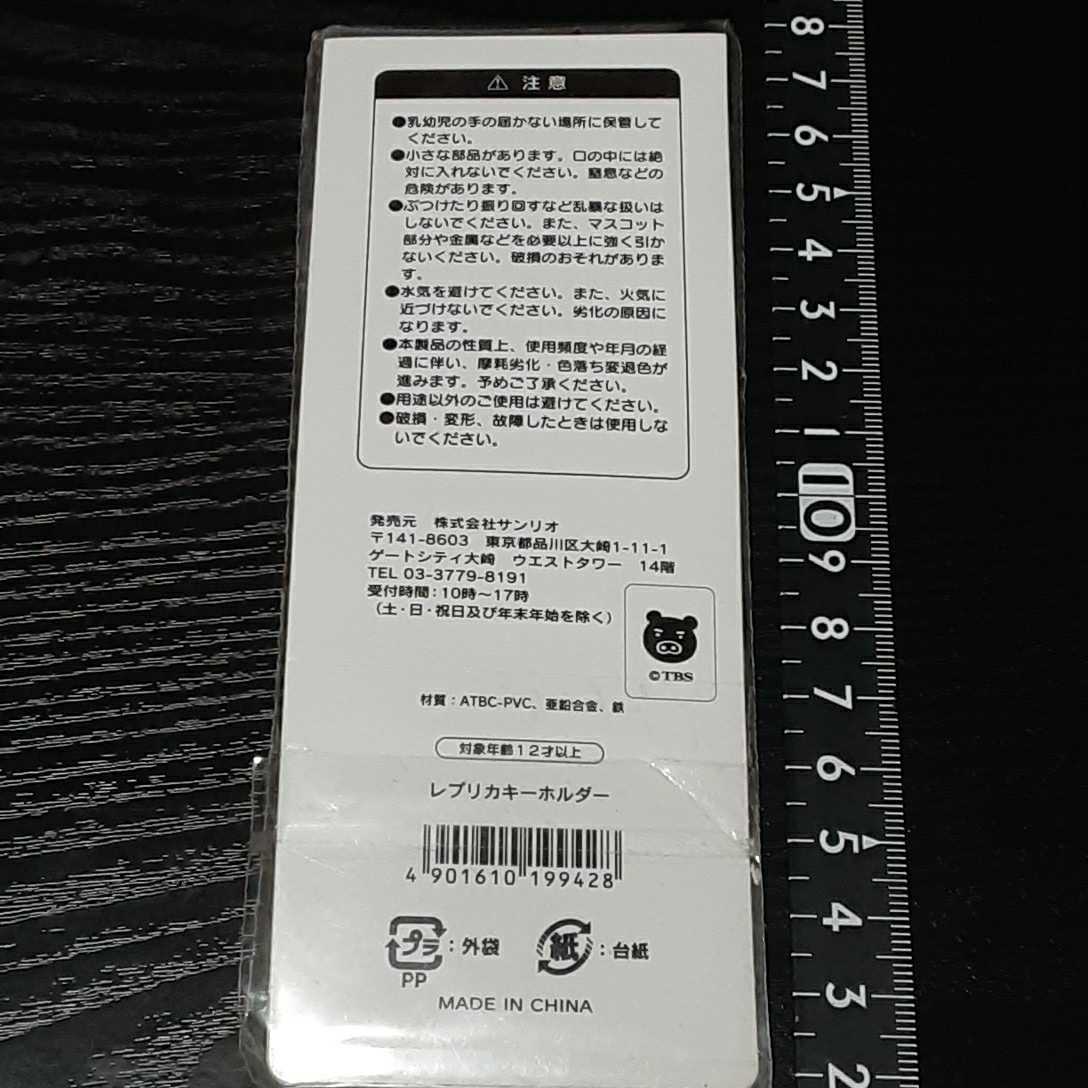 ⚠ 注意
●乳幼児の手の届かない場所に保管して
ください。
●小さな部品があります。口の中には絶
対に入れないでください。窒息などの
危険があります。
●ぶつけたり振り回すなど乱暴な扱いは
しないでください。また、マスコット
部分や金属などを必要以上に強く引か
ないください。破損のおそれがありま
す。
●水気を避けてください。また、火気に
近づけないでください。劣化の原因に
なります。
●本製品の性質上、使用頻度や年月の経
過に伴い、摩耗劣化・色落ち変退色が
進みます。予めご了承ください。
●用途以外のご使用は避けてください。
●破損・変形、故障したときは使用しな
いでください。
発売元 株式会社サンリオ
〒141-8603 東京都品川区大崎1-11-1
ゲートシティ大崎 ウエストタワー 14階
TEL 03-3779-8191
受付時間：10時～17時
（土・日・祝日及び年末年始を除く）
©TBS
材質：ATBC-PVC、亜鉛合金、鉄
対象年齢12才以上
レプリカキーホルダー
4 901610 199428
プラ：外袋
PP
紙：台紙
MADE IN CHINA
8
7
6
5
4
3
2
1
10
9
8
7
6
5
4
3
2